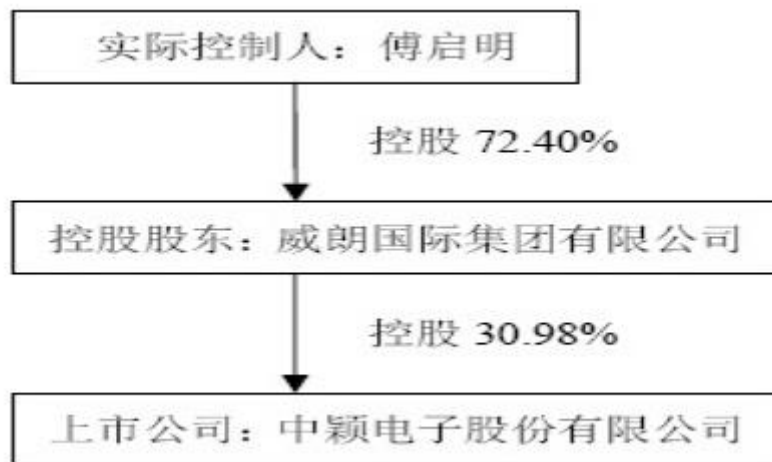 实际控制人：傅启明
控股 72.40%
控股股东：威朗国际集团有限公司
控股 30.98%
上市公司：中颖电子股份有限公司